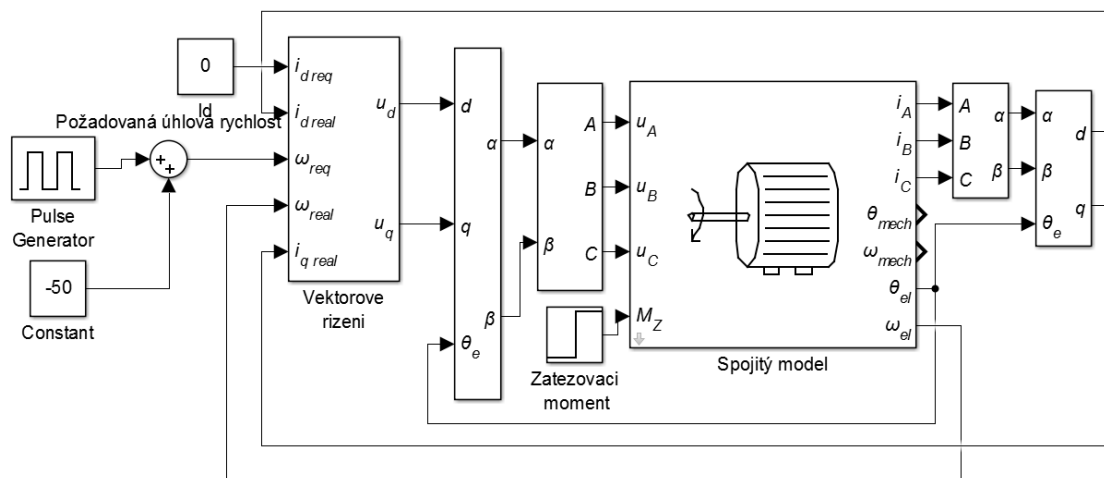 0
Id
Požadovaná úhlová rychlost
Pulse
Generator
-50
Constant
i d req
i d real
ω req
ω real
i q real
u d
u q
Vektorove
rizeni
d
q
θ e
α
β
α
β
A
B
C
Zatezovaci
moment
u A
u B
u C
M Z
i A
i B
i C
θ mech
ω mech
θ el
ω el
Spojitý model
A
B
C
α
β
α
β
θ e
d
q